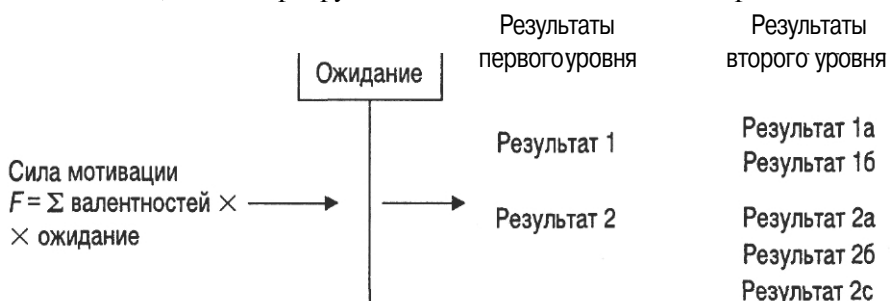 Результаты Результаты
первого уровня второго уровня
Ожидание
Результат 1
Результат 1а
Результат 1б
Сила мотивации
F = Σ валентностей ×
× ожидание
Результат 2
Результат 2а
Результат 2б
Результат 2с